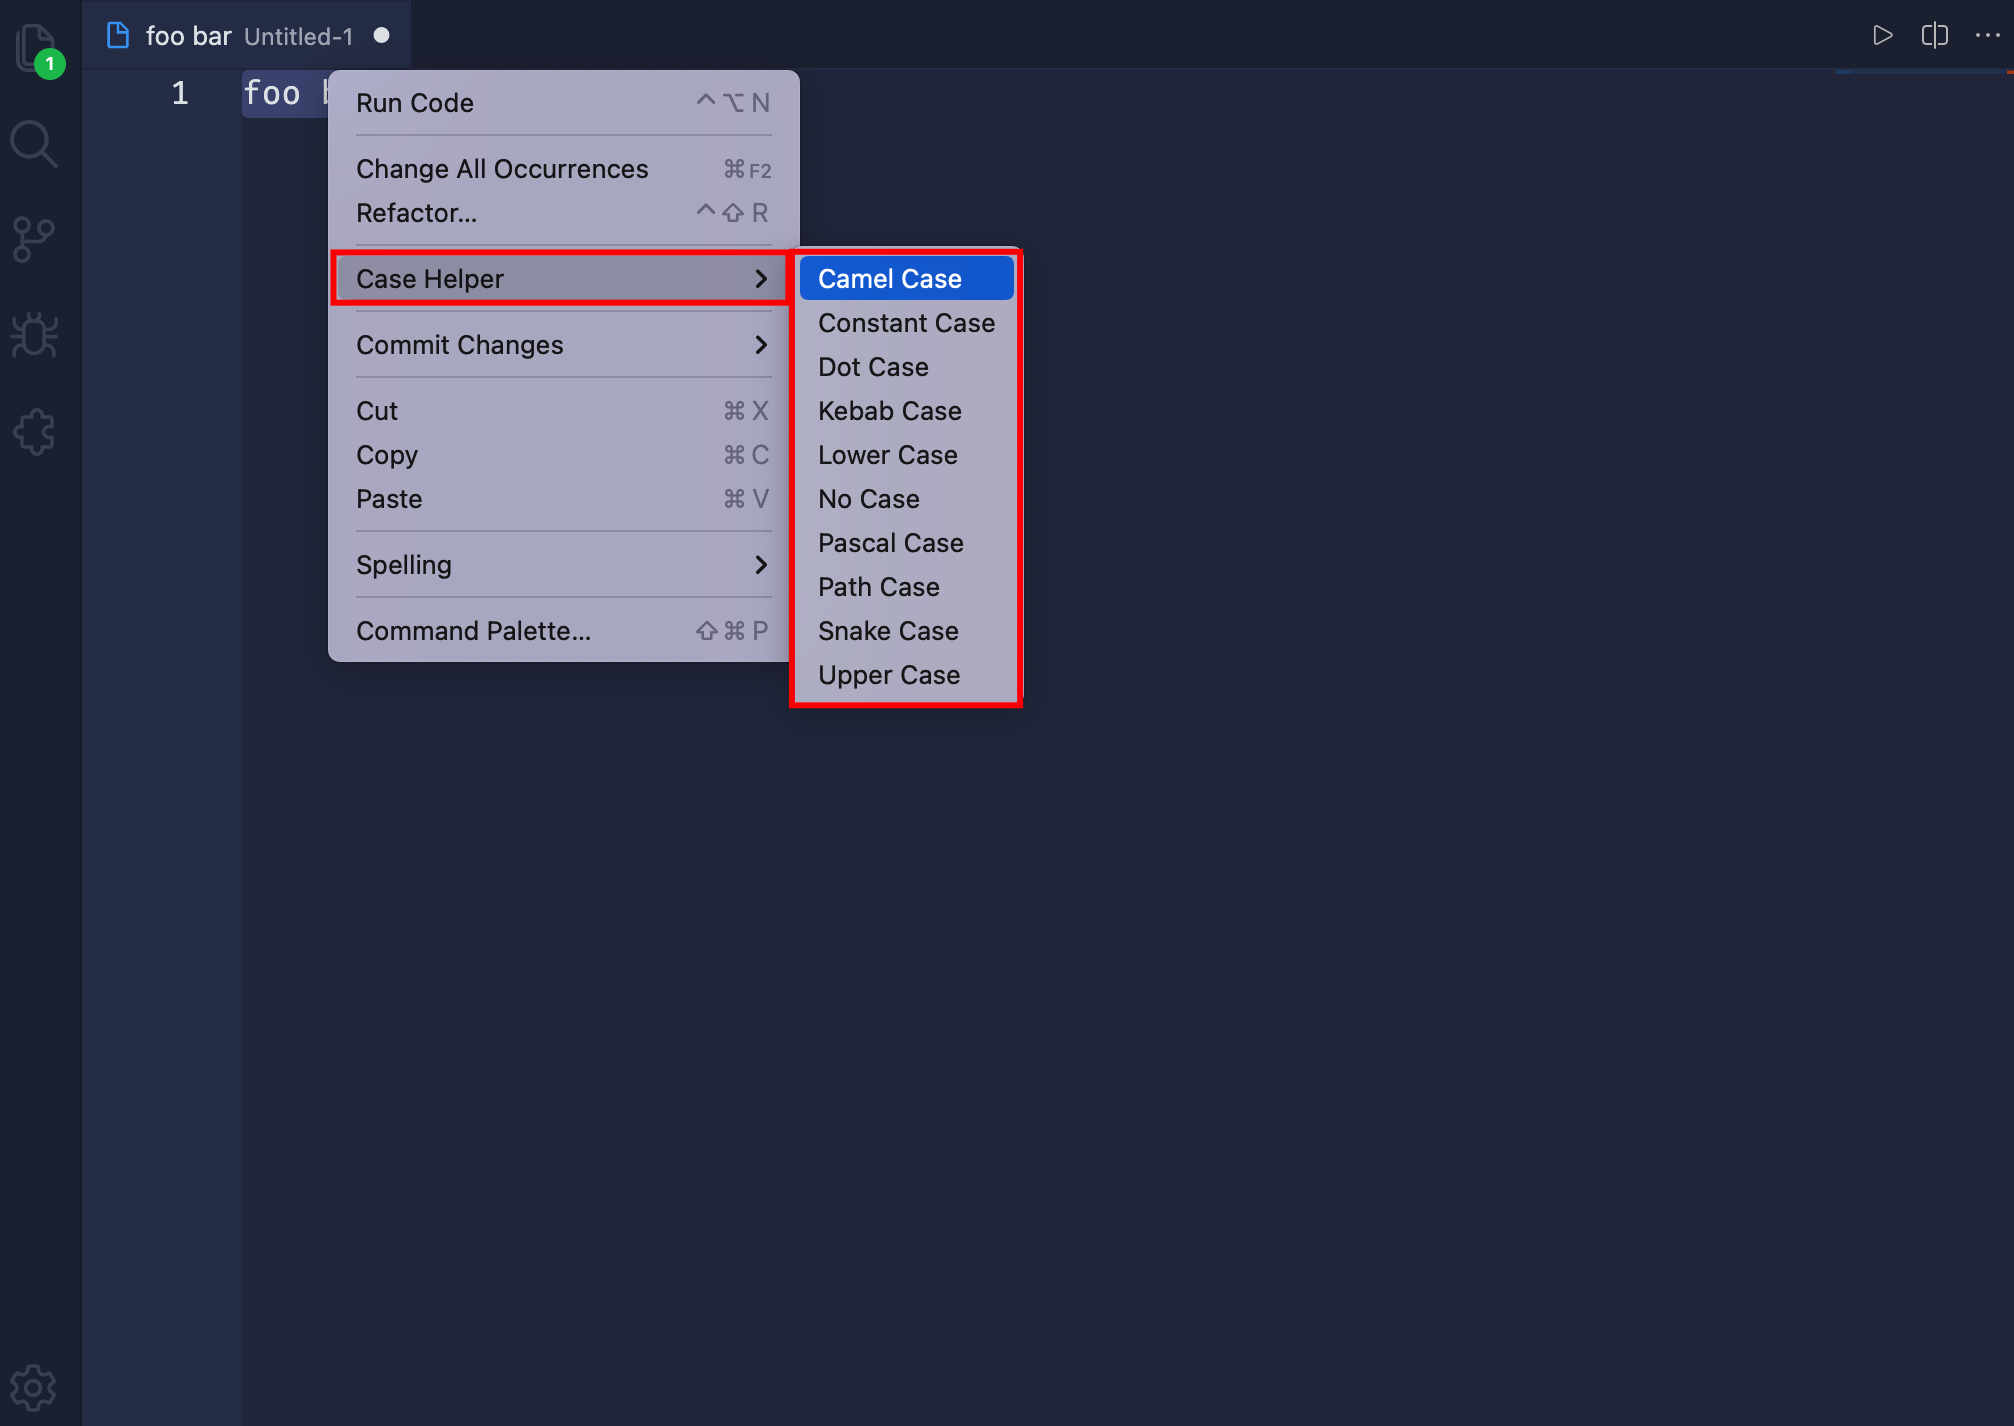 foo bar Untitled-1
1
1 foo
Run Code ^⌥N
Change All Occurrences ⌘F2
Refactor... ^⇧R
Case Helper
Commit Changes
Cut ⌘X
Copy ⌘C
Paste ⌘V
Spelling
Command Palette... ⇧⌘P
Camel Case
Constant Case
Dot Case
Kebab Case
Lower Case
No Case
Pascal Case
Path Case
Snake Case
Upper Case